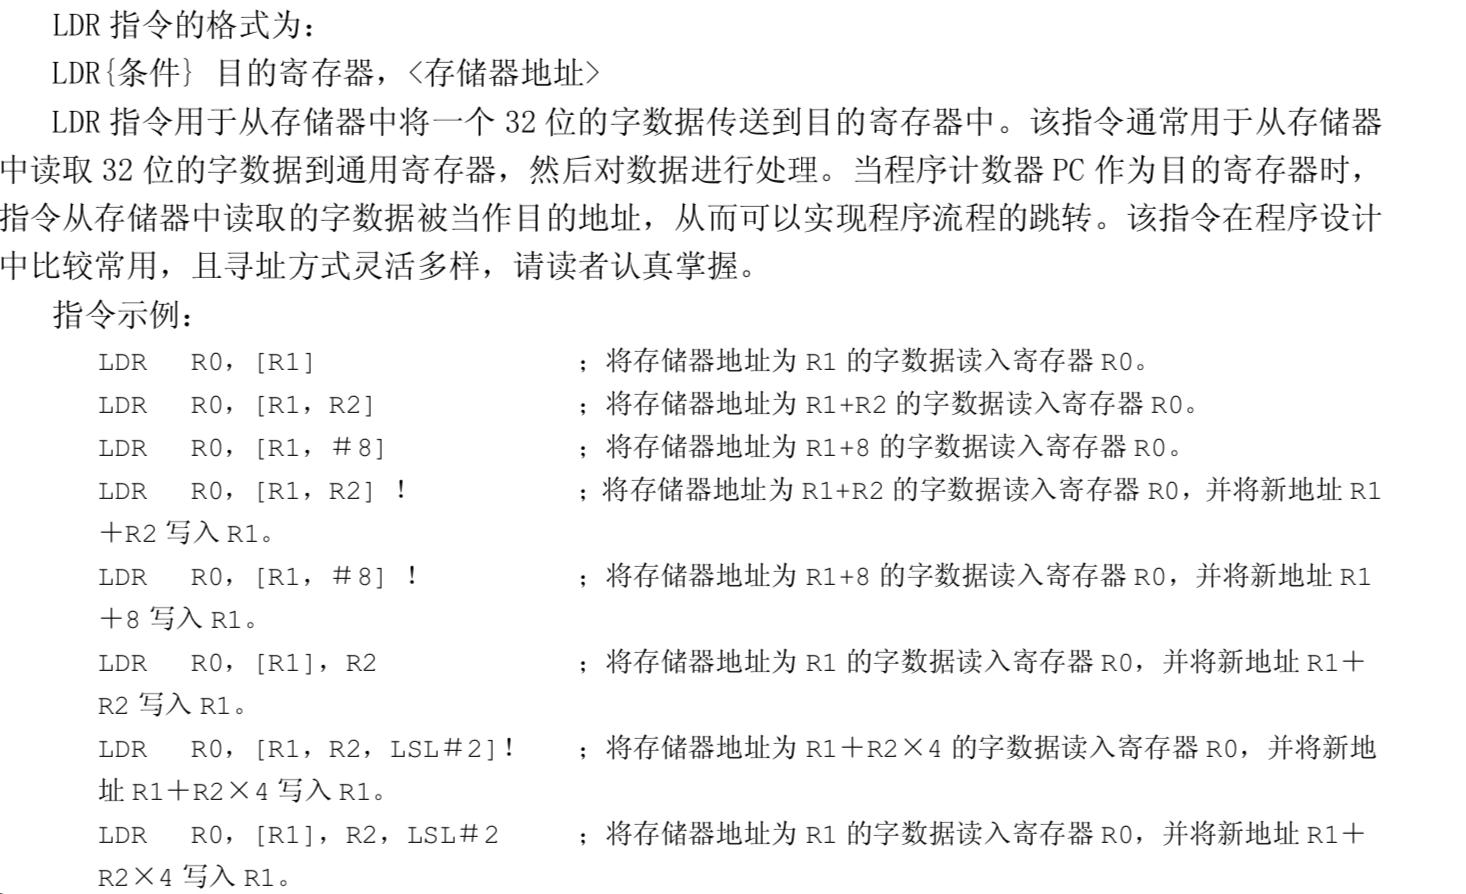 LDR 指令的格式为：
LDR{条件} 目的寄存器，<存储器地址>
LDR 指令用于从存储器中将一个 32 位的字数据传送到目的寄存器中。该指令通常用于从存储器
中读取 32 位的字数据到通用寄存器，然后对数据进行处理。当程序计数器 PC 作为目的寄存器时，
指令从存储器中读取的字数据被当作目的地址，从而可以实现程序流程的跳转。该指令在程序设计
中比较常用，且寻址方式灵活多样，请读者认真掌握。
指令示例：
LDR R0，[R1] ；将存储器地址为 R1 的字数据读入寄存器 R0。
LDR R0，[R1，R2] ；将存储器地址为 R1+R2 的字数据读入寄存器 R0。
LDR R0，[R1，＃8] ；将存储器地址为 R1+8 的字数据读入寄存器 R0。
LDR R0，[R1，R2] ！ ；将存储器地址为 R1+R2 的字数据读入寄存器 R0，并将新地址 R1
＋R2 写入 R1。
LDR R0，[R1，＃8] ！ ；将存储器地址为 R1+8 的字数据读入寄存器 R0，并将新地址 R1
＋8 写入 R1。
LDR R0，[R1]，R2 ；将存储器地址为 R1 的字数据读入寄存器 R0，并将新地址 R1＋
R2 写入 R1。
LDR R0，[R1，R2，LSL＃2]！ ；将存储器地址为 R1＋R2×4 的字数据读入寄存器 R0，并将新地
址 R1＋R2×4 写入 R1。
LDR R0，[R1]，R2，LSL＃2 ；将存储器地址为 R1 的字数据读入寄存器 R0，并将新地址 R1＋
R2×4 写入 R1。